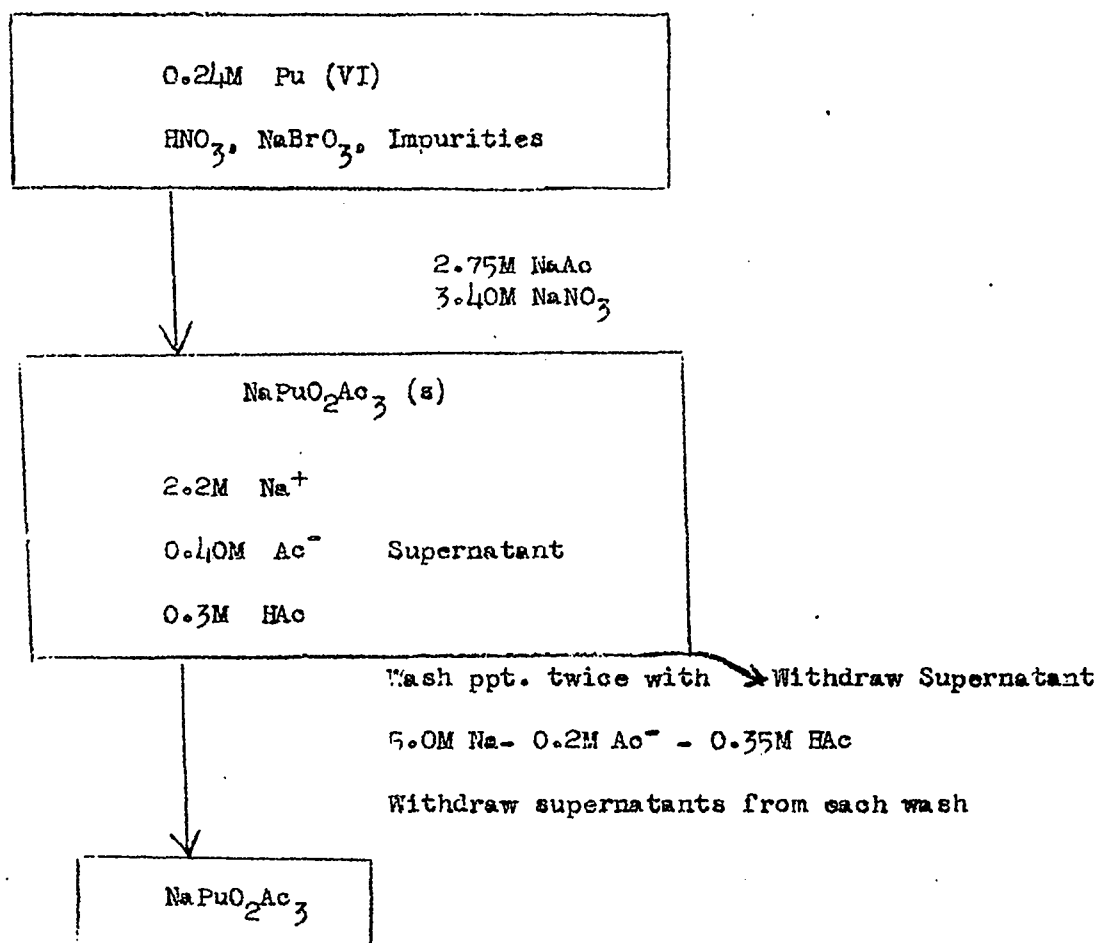 0.24M Pu (VI)
HNO₃, NaBrO₃, Impurities
2.75M NaAc
3.40M NaNO₃
NaPuO₂Ac₃ (s)
2.2M Na⁺
0.40M Ac⁻ Supernatant
0.3M HAc
Wash ppt. twice with Withdraw Supernatant
5.0M Na- 0.2M Ac⁻ - 0.35M HAc
Withdraw supernatants from each wash
NaPuO₂Ac₃